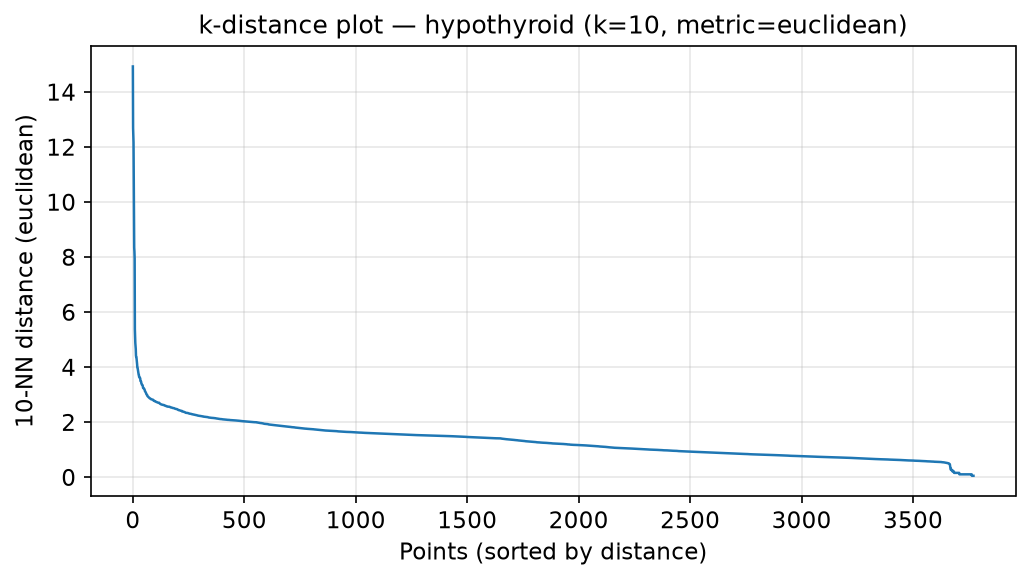 k-distance plot — hypothyroid (k=10, metric=euclidean)
10-NN distance (euclidean)
14
12
10
8
6
4
2
0
0 500 1000 1500 2000 2500 3000 3500
Points (sorted by distance)